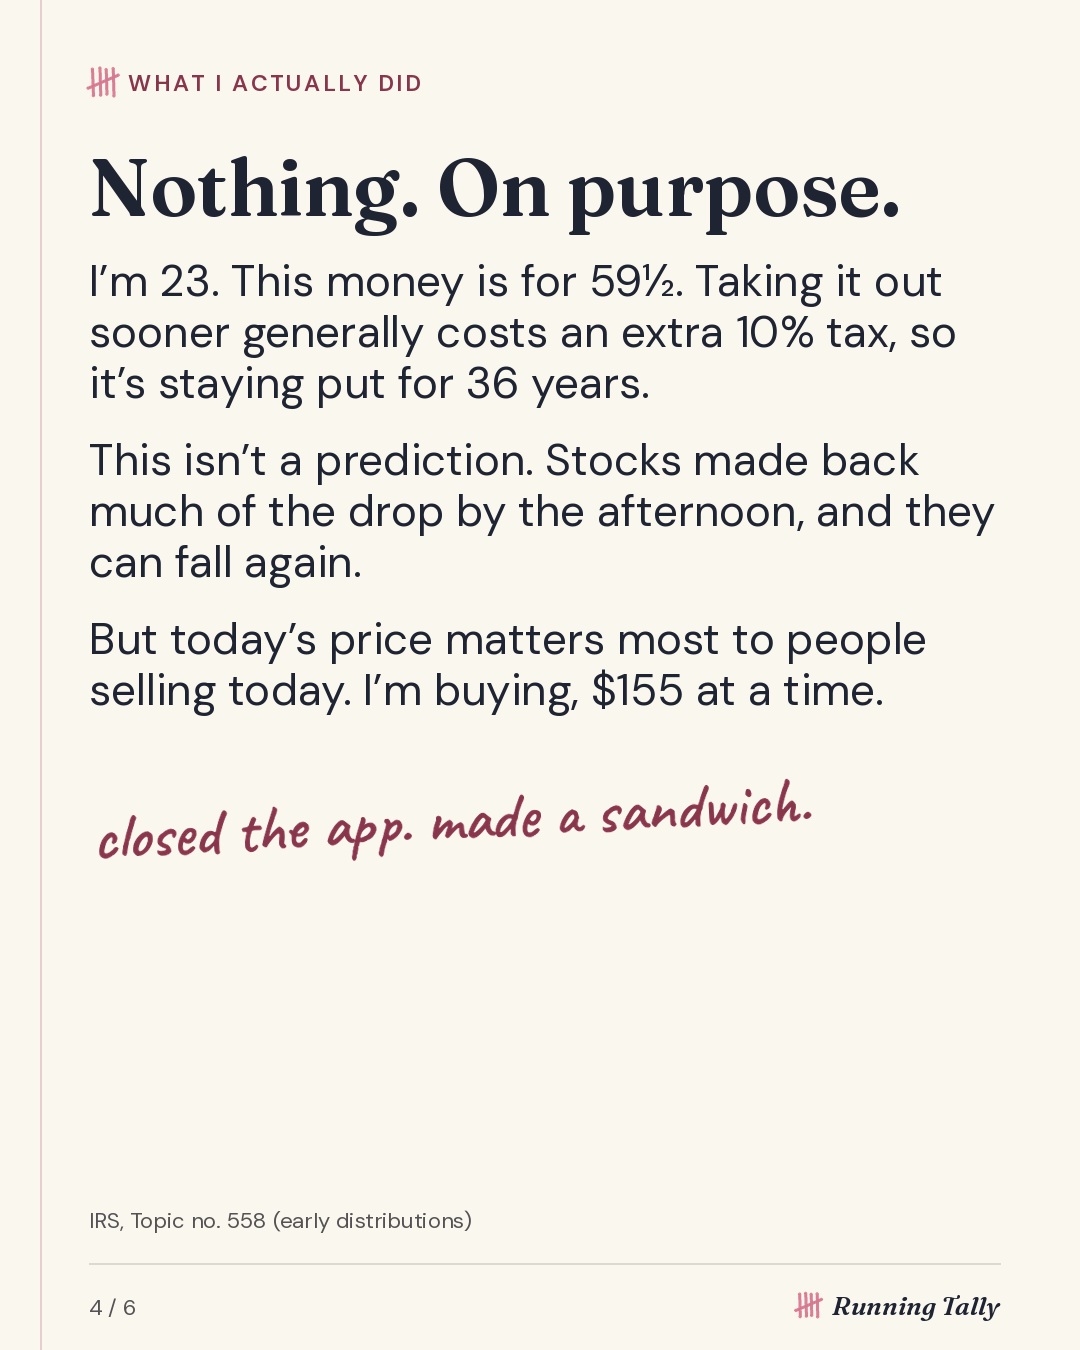 WHAT I ACTUALLY DID
Nothing. On purpose.
I’m 23. This money is for 59½. Taking it out
sooner generally costs an extra 10% tax, so
it’s staying put for 36 years.
This isn’t a prediction. Stocks made back
much of the drop by the afternoon, and they
can fall again.
But today’s price matters most to people
selling today. I’m buying, $155 at a time.
closed the app. made a sandwich.
IRS, Topic no. 558 (early distributions)
4 / 6
Running Tally